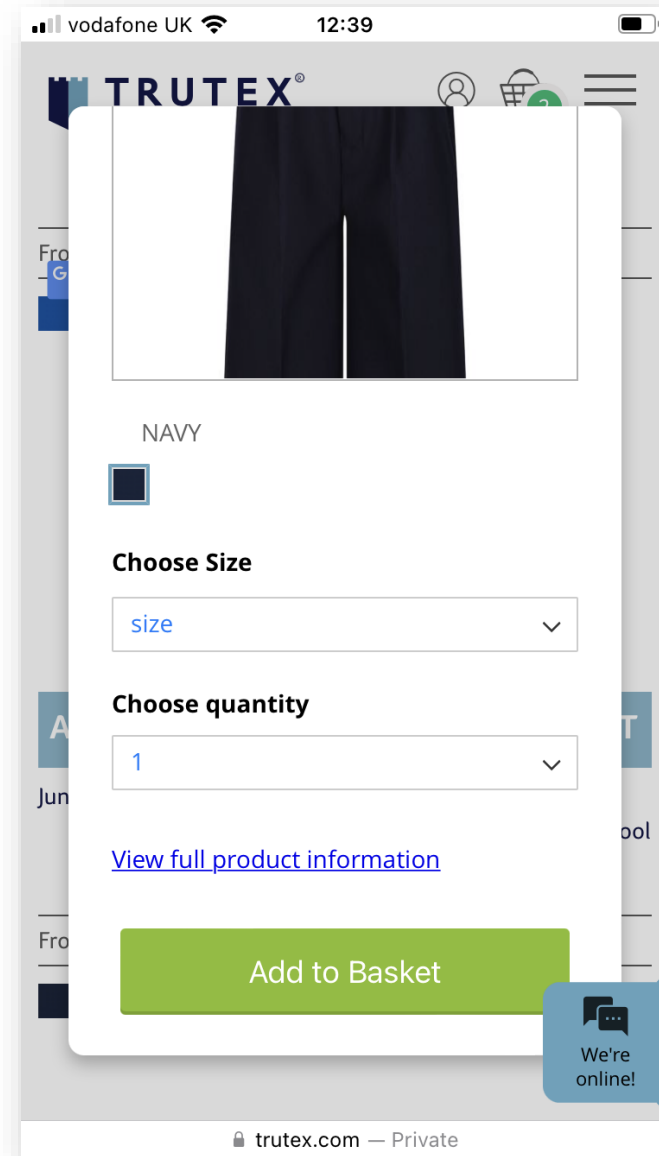 vodafone UK 12:39
TRUTEX®
Fro
G
NAVY
Choose Size
size
Choose quantity
1
A T
Jun
ool
View full product information
Fro
Add to Basket
We're
online!
trutex.com — Private